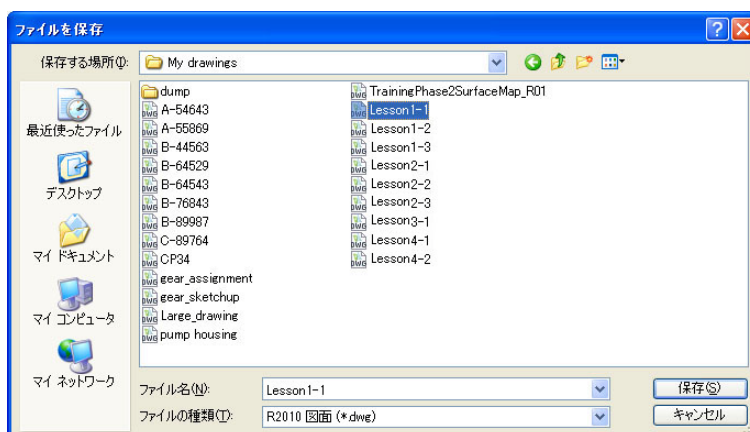 ファイルを保存
保存する場所(I):
My drawings
最近使ったファイル
デスクトップ
マイ ドキュメント
マイ コンピュータ
マイ ネットワーク
dump
A-54643
A-55869
B-44563
B-64529
B-64543
B-76843
B-89987
C-89764
CP34
gear_assignment
gear_sketchup
Large_drawing
pump housing
TrainingPhase2SurfaceMap_R01
Lesson1-1
Lesson1-2
Lesson1-3
Lesson2-1
Lesson2-2
Lesson2-3
Lesson3-1
Lesson4-1
Lesson4-2
ファイル名(N):
Lesson1-1
保存(S)
ファイルの種類(T):
R2010 図面 (*.dwg)
キャンセル